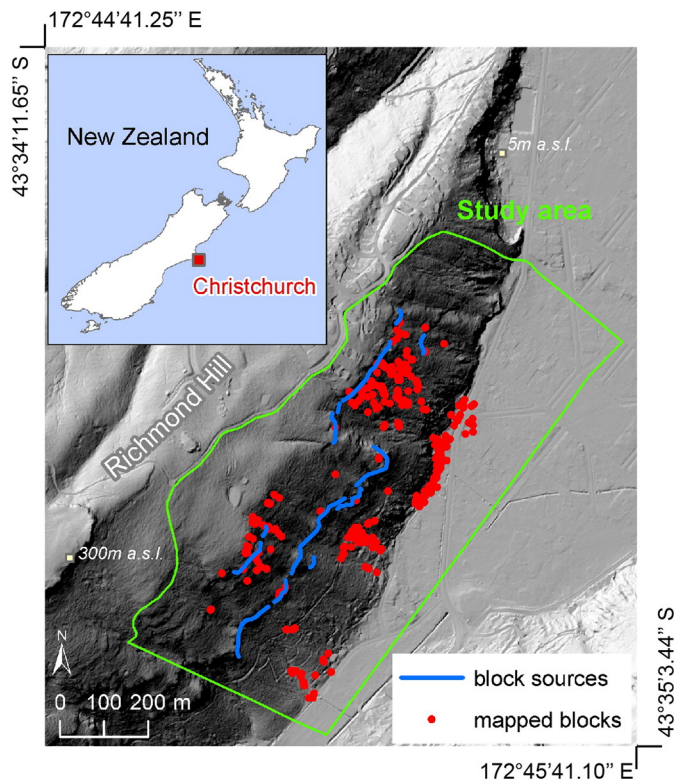 172°44'41.25" E
43°34'11.65" S
New Zealand
Christchurch
5m a.s.l.
Study area
Richmond Hill
300m a.s.l.
N
0 100 200 m
block sources
mapped blocks
43°35'3.44" S
172°45'41.10" E